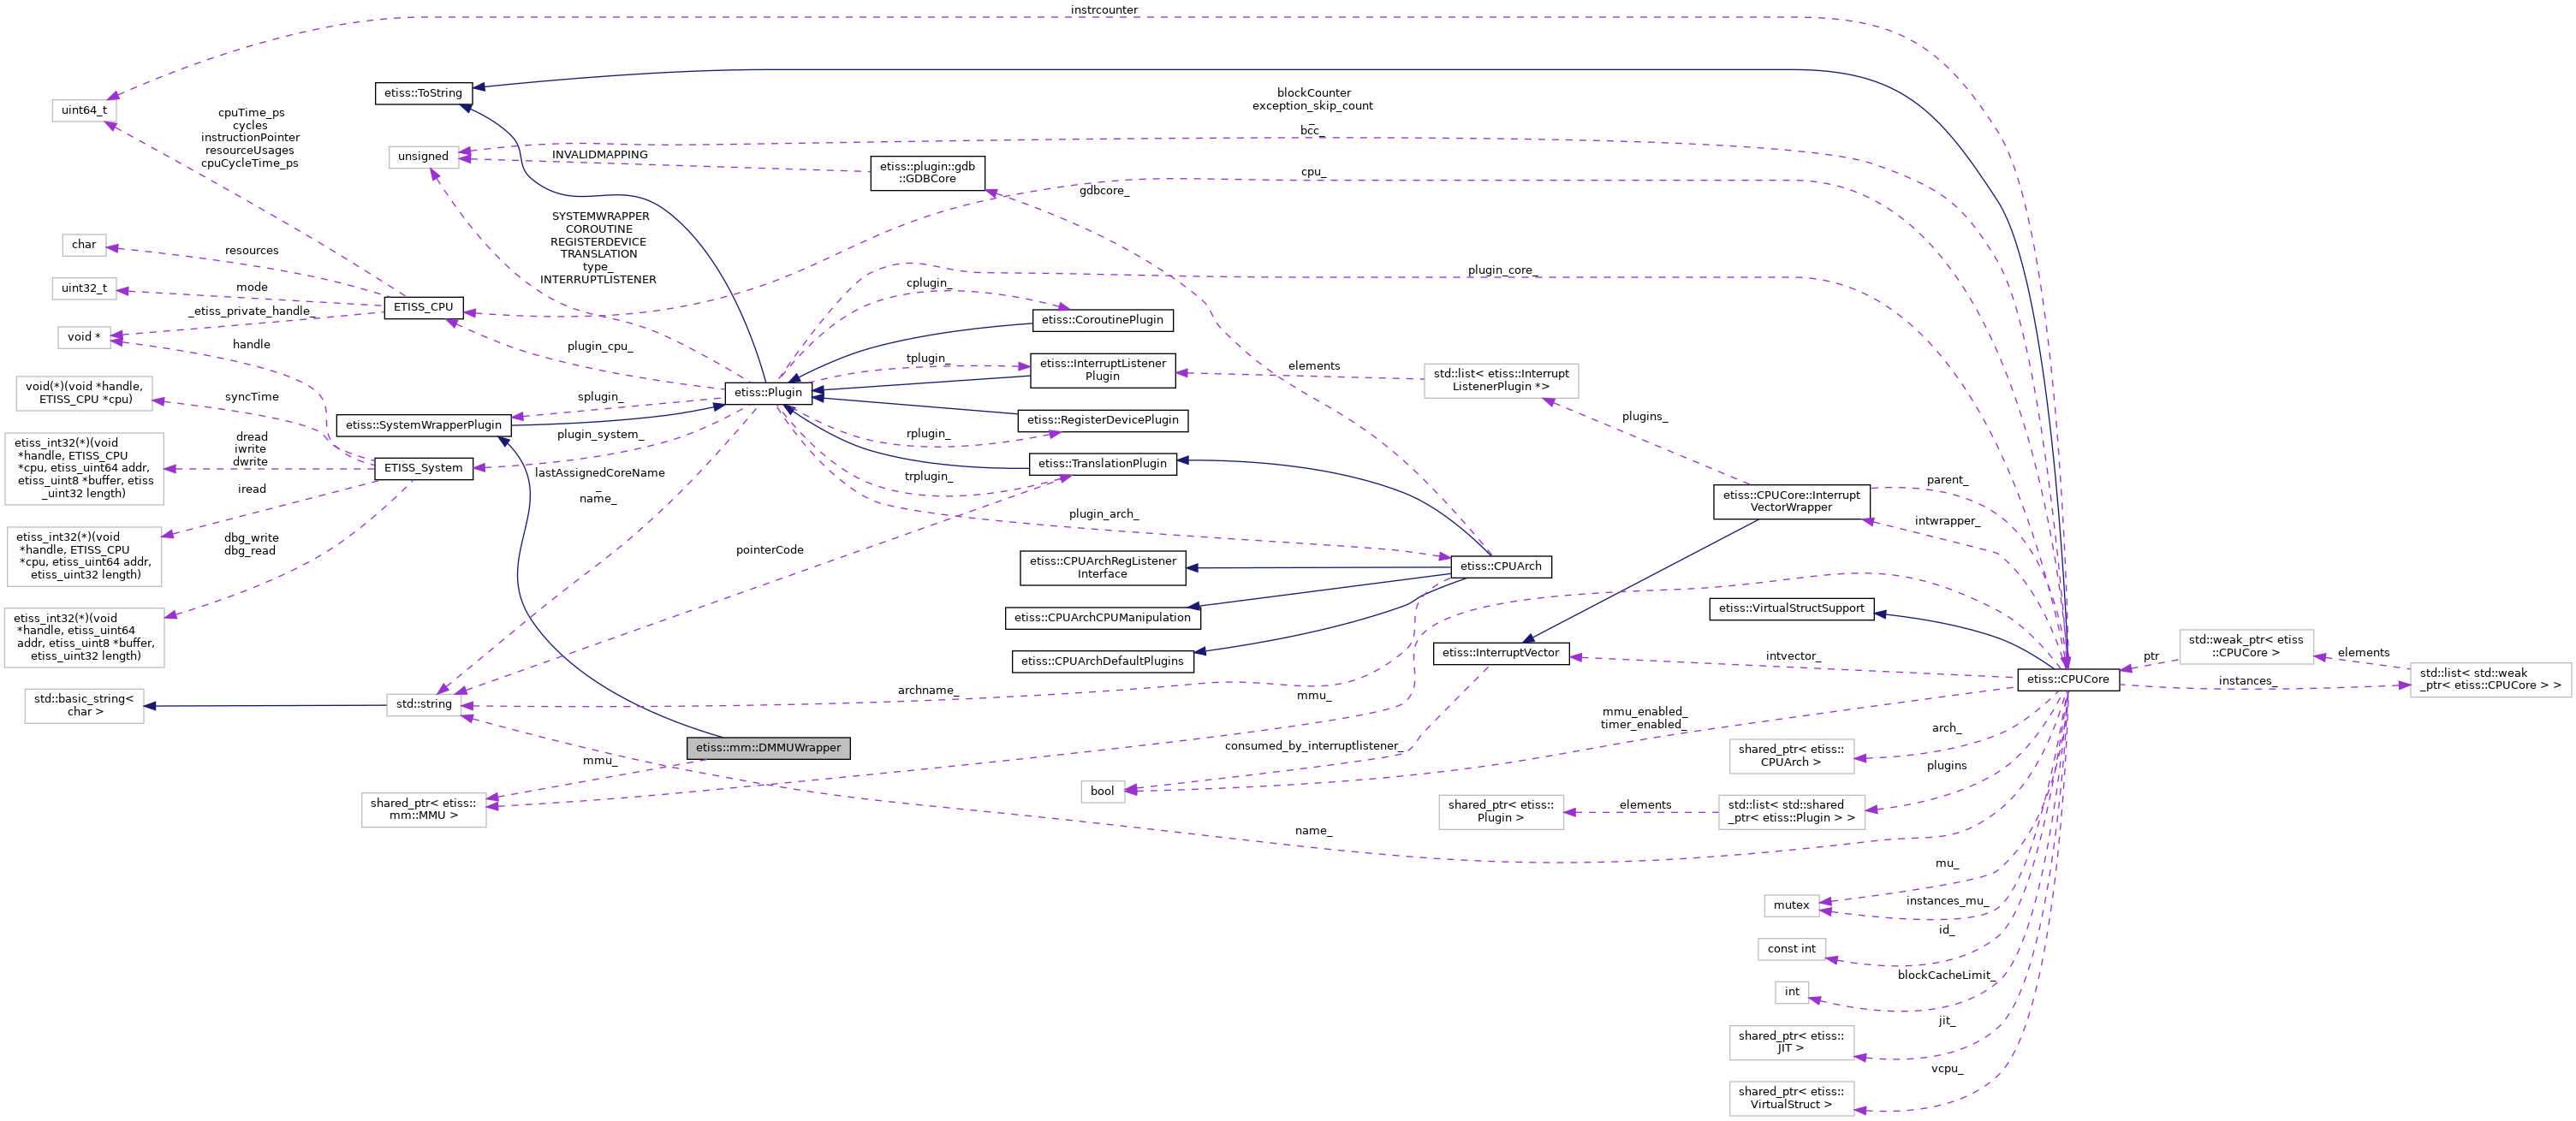 instrcounter
etiss::ToString
uint64_t
cpuTime_ps
cycles
instructionPointer
resourceUsages
cpuCycleTime_ps
blockCounter
exception_skip_count
_
bcc_
unsigned
INVALIDMAPPING
etiss::plugin::gdb
::GDBCore
cpu_
gdbcore_
SYSTEMWRAPPER
COROUTINE
REGISTERDEVICE
TRANSLATION
type_
INTERRUPTLISTENER
char
resources
uint32_t
mode
ETISS_CPU
_etiss_private_handle_
void *
handle
plugin_core_
cplugin_
etiss::CoroutinePlugin
plugin_cpu_
tplugin_
etiss::InterruptListener
Plugin
elements
std::list< etiss::Interrupt
ListenerPlugin *>
void(*)(void *handle,
ETISS_CPU *cpu)
syncTime
etiss::Plugin
splugin_
etiss::SystemWrapperPlugin
rplugin_
etiss::RegisterDevicePlugin
plugins_
plugin_system_
etiss_int32(*)(void
*handle, ETISS_CPU
*cpu, etiss_uint64 addr,
etiss_uint8 *buffer, etiss
_uint32 length)
dread
iwrite
dwrite
ETISS_System
iread
lastAssignedCoreName
_
name_
etiss::TranslationPlugin
trplugin_
parent_
etiss::CPUCore::Interrupt
VectorWrapper
intwrapper_
plugin_arch_
etiss_int32(*)(void
*handle, ETISS_CPU
*cpu, etiss_uint64 addr,
etiss_uint32 length)
dbg_write
dbg_read
pointerCode
etiss::CPUArchRegListener
Interface
etiss::CPUArch
etiss::CPUArchCPUManipulation
etiss::VirtualStructSupport
etiss_int32(*)(void
*handle, etiss_uint64
addr, etiss_uint8 *buffer,
etiss_uint32 length)
etiss::CPUArchDefaultPlugins
etiss::InterruptVector
intvector_
etiss::CPUCore
ptr
std::weak_ptr< etiss
::CPUCore >
elements
instances_
std::list< std::weak
_ptr< etiss::CPUCore > >
std::basic_string<
char >
std::string
archname_
mmu_
mmu_enabled_
timer_enabled_
arch_
etiss::mm::DMMUWrapper
mmu_
consumed_by_interruptlistener_
shared_ptr< etiss::
CPUArch >
plugins
bool
shared_ptr< etiss::
mm::MMU >
shared_ptr< etiss::
Plugin >
elements
std::list< std::shared
_ptr< etiss::Plugin > >
name_
mu_
mutex
instances_mu_
id_
const int
blockCacheLimit_
int
jit_
shared_ptr< etiss::
JIT >
vcpu_
shared_ptr< etiss::
VirtualStruct >